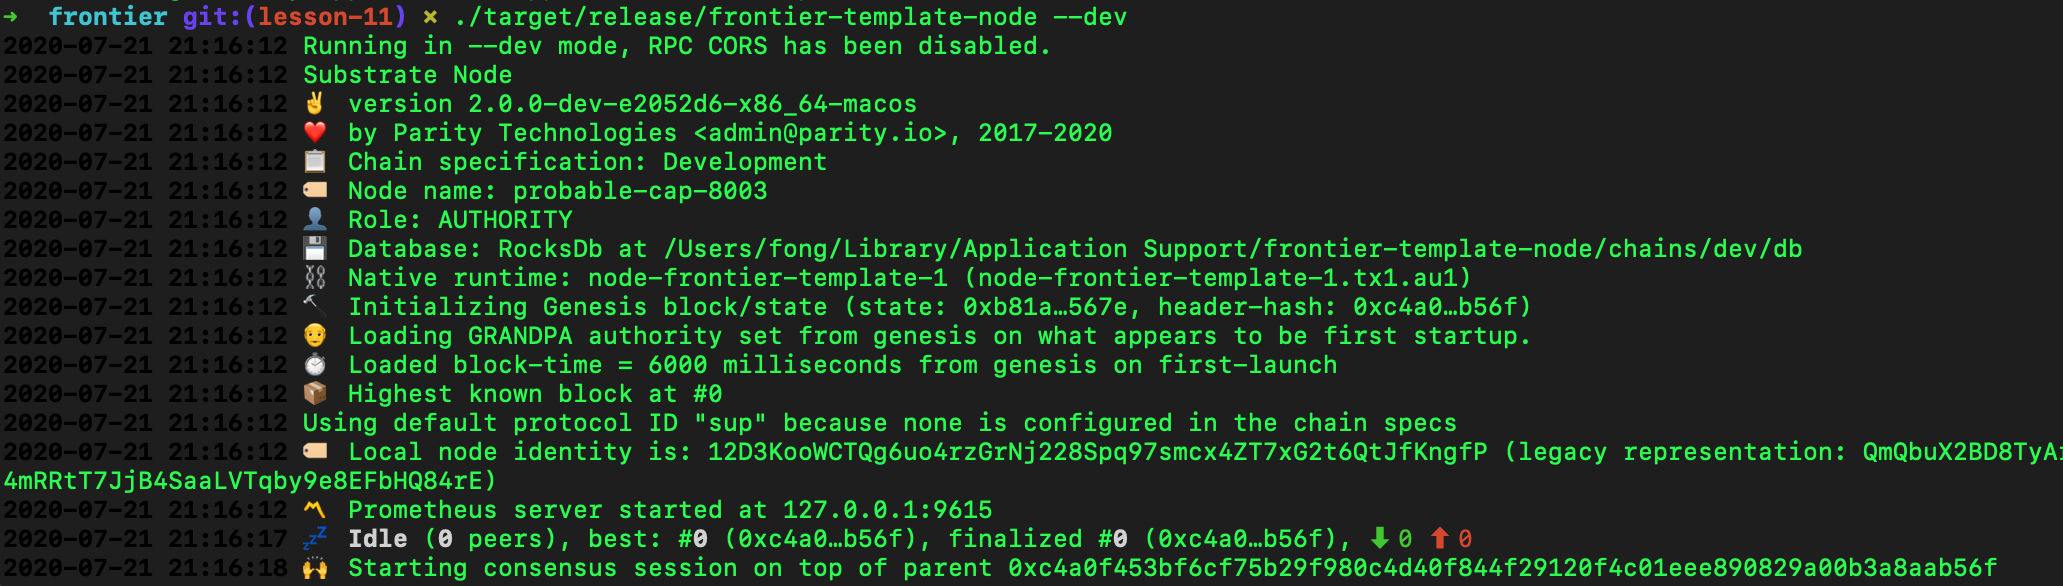 ➜ frontier git:(lesson-11) ✖ ./target/release/frontier-template-node --dev
2020-07-21 21:16:12 Running in --dev mode, RPC CORS has been disabled.
2020-07-21 21:16:12 Substrate Node
2020-07-21 21:16:12 ✌️ version 2.0.0-dev-e2052d6-x86_64-macos
2020-07-21 21:16:12 ❤️ by Parity Technologies <admin@parity.io>, 2017-2020
2020-07-21 21:16:12 📋 Chain specification: Development
2020-07-21 21:16:12 🏷 Node name: probable-cap-8003
2020-07-21 21:16:12 👤 Role: AUTHORITY
2020-07-21 21:16:12 💾 Database: RocksDb at /Users/fong/Library/Application Support/frontier-template-node/chains/dev/db
2020-07-21 21:16:12 ⛓ Native runtime: node-frontier-template-1 (node-frontier-template-1.tx1.au1)
2020-07-21 21:16:12 🔨 Initializing Genesis block/state (state: 0xb81a…567e, header-hash: 0xc4a0…b56f)
2020-07-21 21:16:12 👴 Loading GRANDPA authority set from genesis on what appears to be first startup.
2020-07-21 21:16:12 ⏱ Loaded block-time = 6000 milliseconds from genesis on first-launch
2020-07-21 21:16:12 📦 Highest known block at #0
2020-07-21 21:16:12 Using default protocol ID "sup" because none is configured in the chain specs
2020-07-21 21:16:12 🏷 Local node identity is: 12D3KooWCTQg6uo4rzGrNj228Spq97smcx4ZT7xG2t6QtJfKngfP (legacy representation: QmQbuX2BD8TyAr
4mRRtT7JjB4SaaLVTqby9e8EFbHQ84rE)
2020-07-21 21:16:12 〽️ Prometheus server started at 127.0.0.1:9615
2020-07-21 21:16:17 💤 Idle (0 peers), best: #0 (0xc4a0…b56f), finalized #0 (0xc4a0…b56f), ⬇ 0 ⬆ 0
2020-07-21 21:16:18 🙌 Starting consensus session on top of parent 0xc4a0f453bf6cf75b29f980c4d40f844f29120f4c01eee890829a00b3a8aab56f